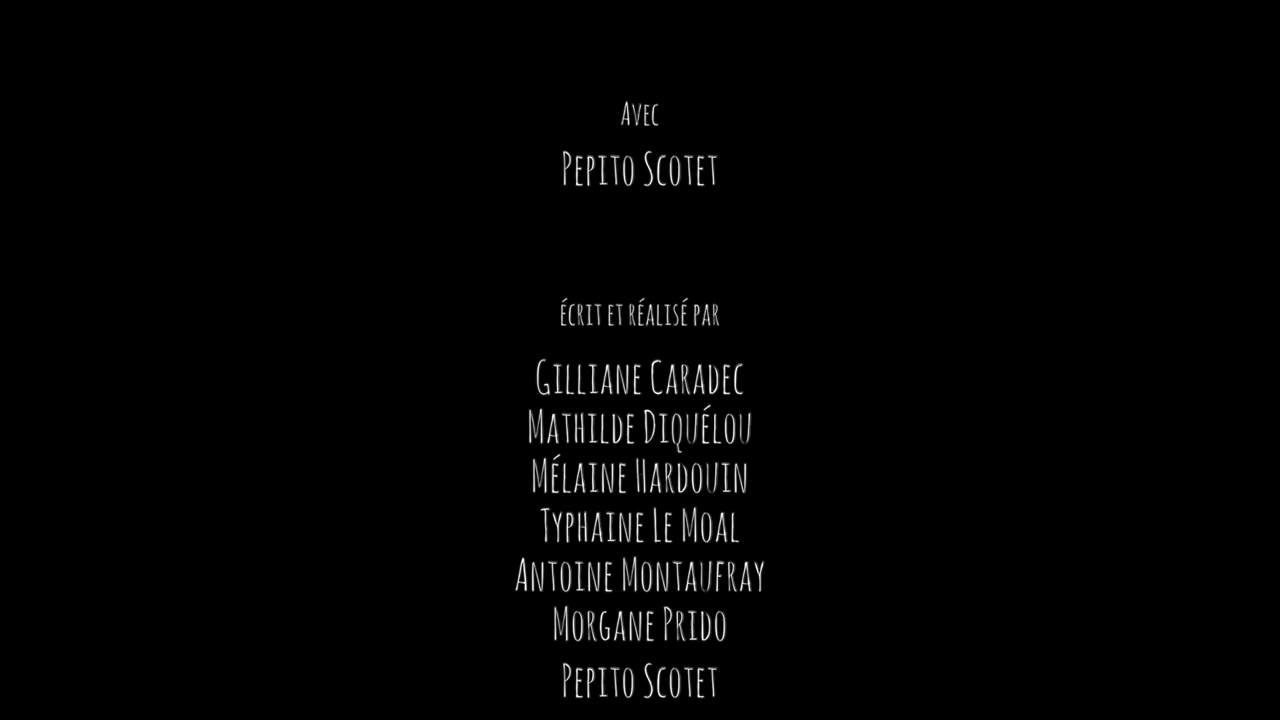 Avec
Pepito Scotet
écrit et réalisé par
Gilliane Caradec
Mathilde Diquélou
Mélaine Hardouin
Typhaine Le Moal
Antoine Montaufray
Morgane Prido
Pepito Scotet